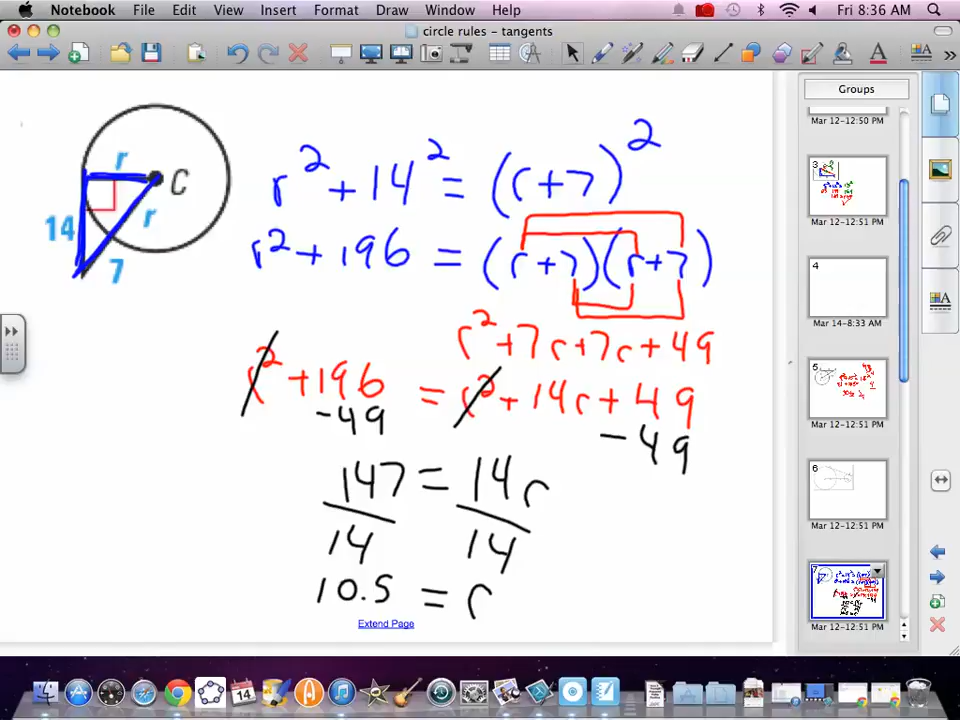 Notebook File Edit View Insert Format Draw Window Help
Fri 8:36 AM
circle rules - tangents
Groups
Mar 12-12:50 PM
3
Mar 12-12:51 PM
4
Mar 14-8:33 AM
5
Mar 12-12:51 PM
6
Mar 12-12:51 PM
7
Mar 12-12:51 PM
r
C
r
14
7
r² + 14² = (r+7)²
r² + 196 = (r+7)(r+7)
r² + 7r + 7r + 49
r² + 196 = r² + 14r + 49
-49 -49
147 = 14r
14 14
10.5 = r
Extend Page
14